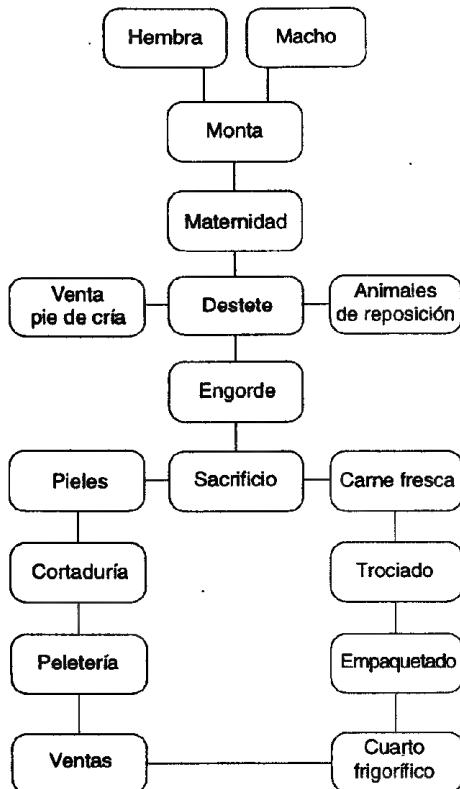 Hembra
Macho
Monta
Maternidad
Venta
pie de cría
Destete
Animales
de reposición
Engorde
Pieles
Sacrificio
Carne fresca
Cortaduría
Trociado
Peletería
Empaquetado
Ventas
Cuarto
frigorífico